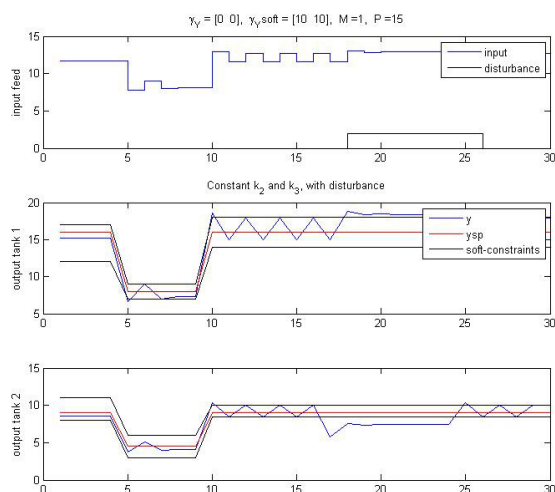 γY = [0 0], γYsoft = [10 10], M =1, P =15
15
10
5
0
input feed
input
disturbance
0 5 10 15 20 25 30
Constant k2 and k3, with disturbance
20
15
10
5
output tank 1
y
ysp
soft-constraints
0 5 10 15 20 25 30
15
10
5
0
output tank 2
0 5 10 15 20 25 30